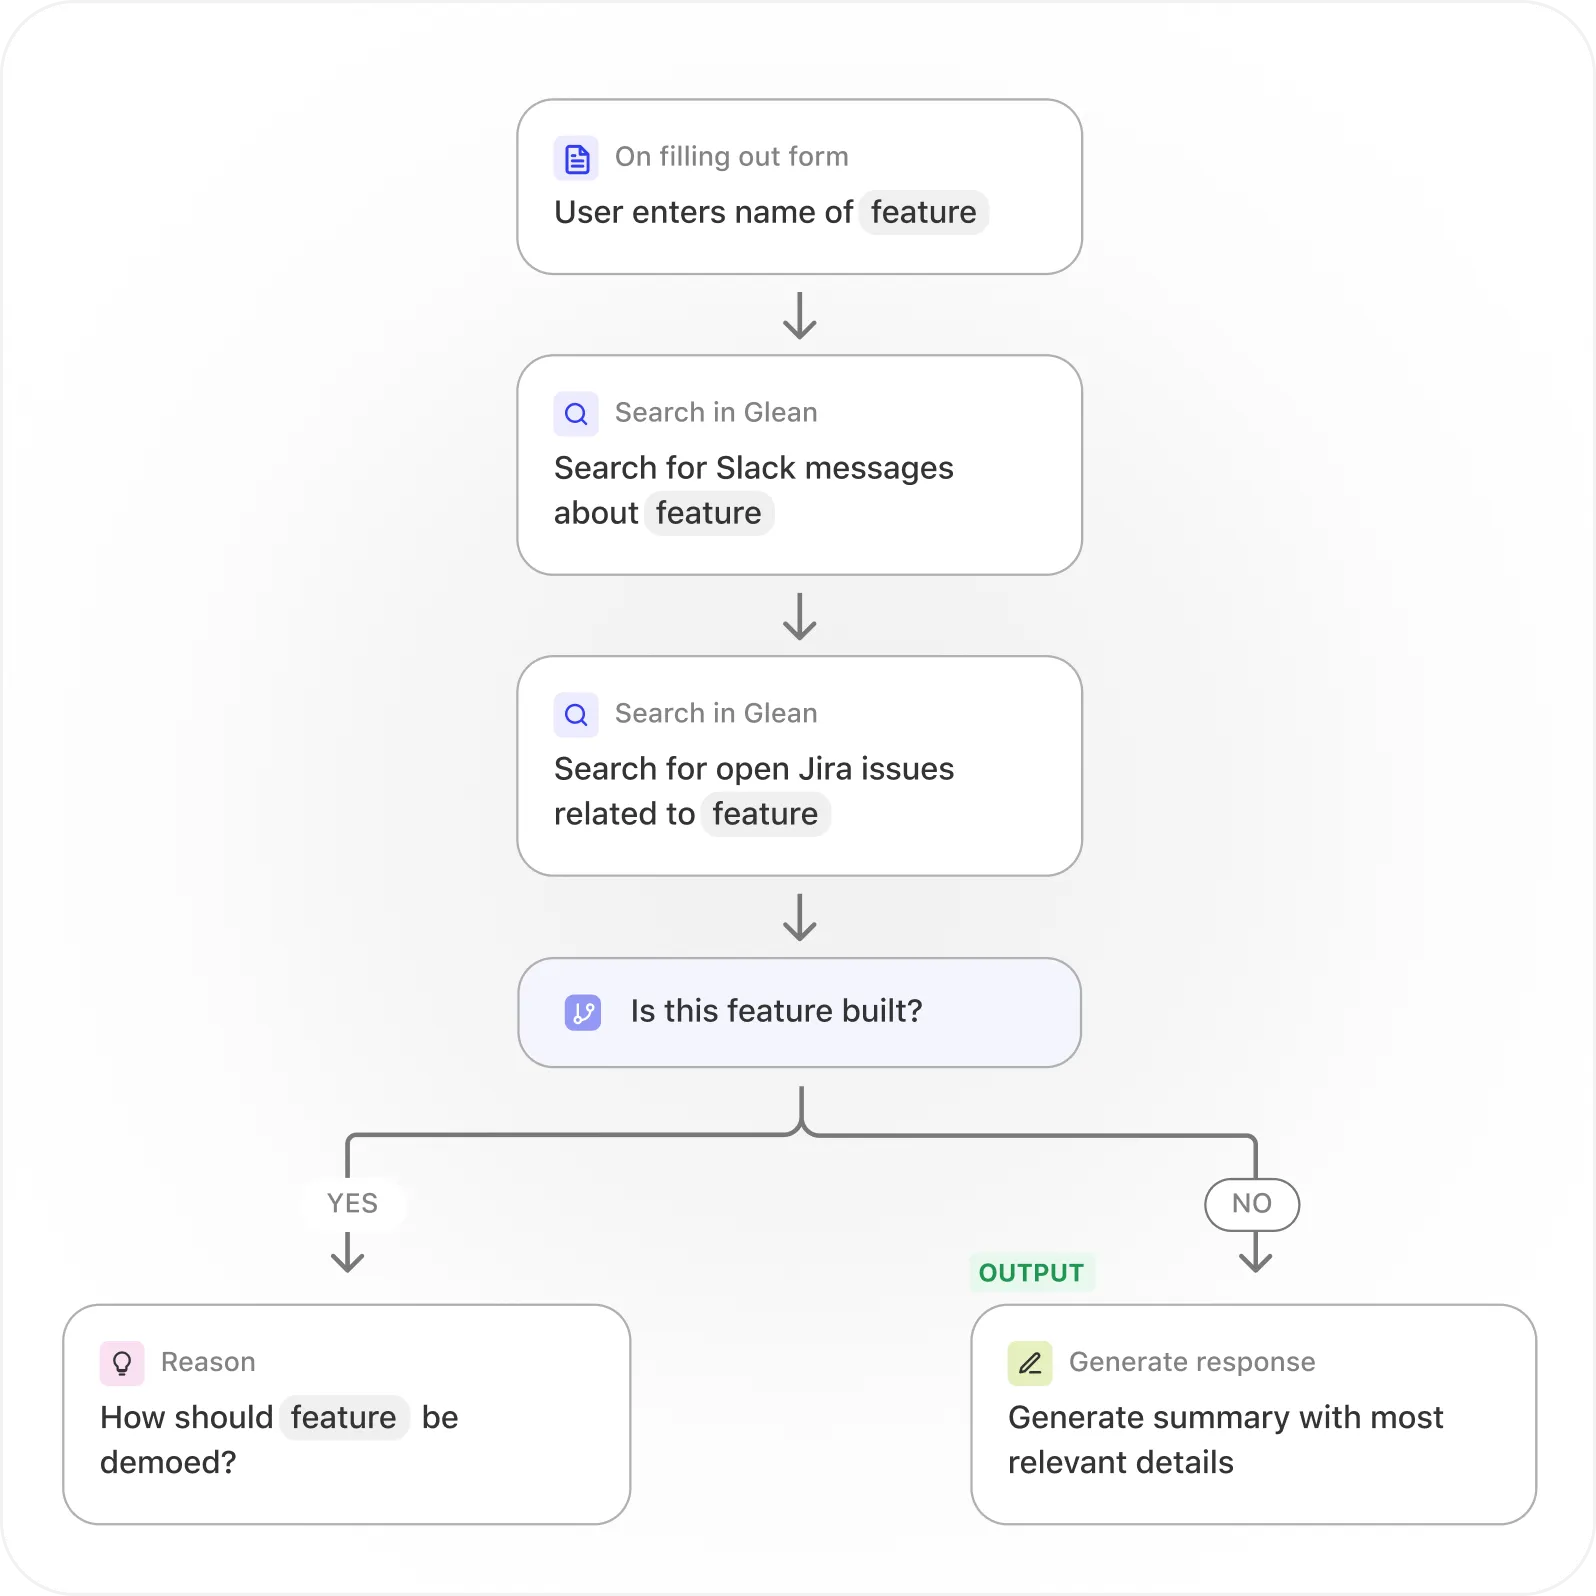 On filling out form
User enters name of feature
Search in Glean
Search for Slack messages
about feature
Search in Glean
Search for open Jira issues
related to feature
Is this feature built?
YES
NO
OUTPUT
Reason
How should feature be
demoed?
Generate response
Generate summary with most
relevant details